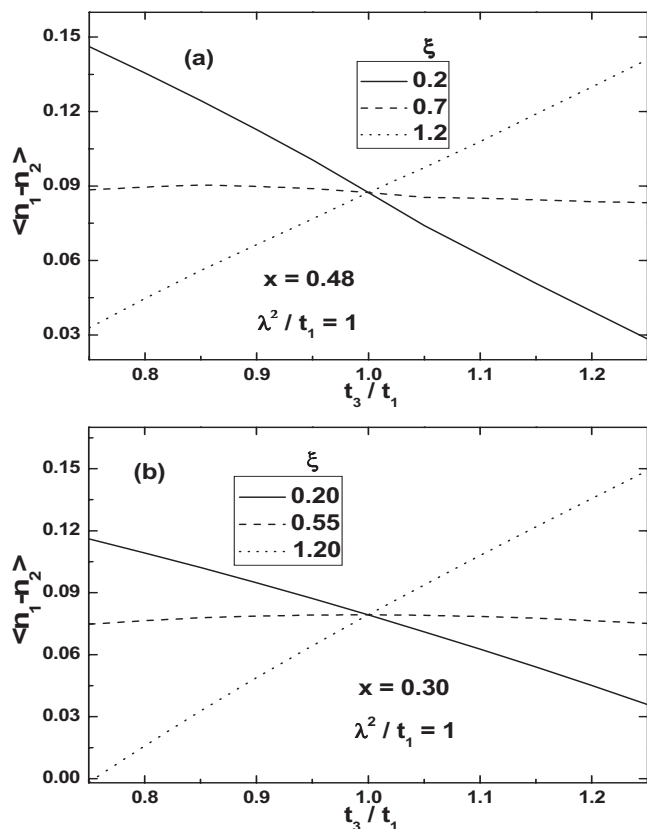 0.15
0.12
0.09
0.06
0.03
<n₁-n₂>
(a)
ξ
0.2
0.7
1.2
x = 0.48
λ² / t₁ = 1
0.8 0.9 1.0 1.1 1.2
t₃ / t₁
0.15
0.12
0.09
0.06
0.03
0.00
<n₁-n₂>
(b)
ξ
0.20
0.55
1.20
x = 0.30
λ² / t₁ = 1
0.8 0.9 1.0 1.1 1.2
t₃ / t₁